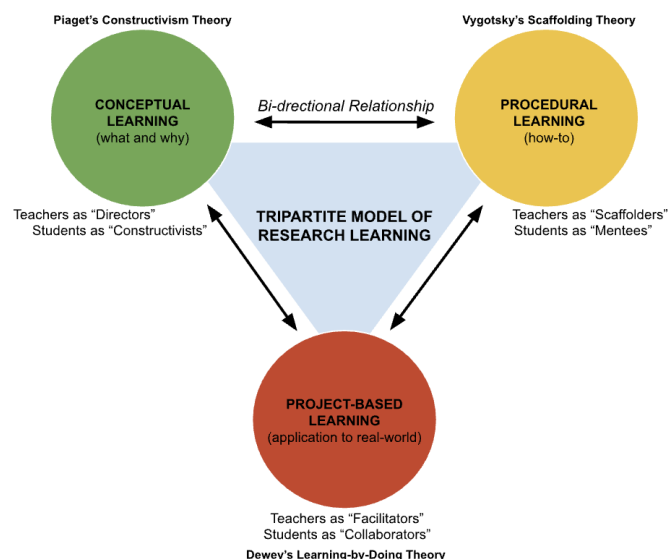 Piaget's Constructivism Theory
Vygotsky's Scaffolding Theory
CONCEPTUAL
LEARNING
(what and why)
Bi-drectional Relationship
PROCEDURAL
LEARNING
(how-to)
Teachers as “Directors”
Students as “Constructivists”
TRIPARTITE MODEL OF
RESEARCH LEARNING
Teachers as “Scaffolders”
Students as “Mentees”
PROJECT-BASED
LEARNING
(application to real-world)
Teachers as “Facilitators”
Students as “Collaborators”
Dewey's Learning-by-Doing Theory